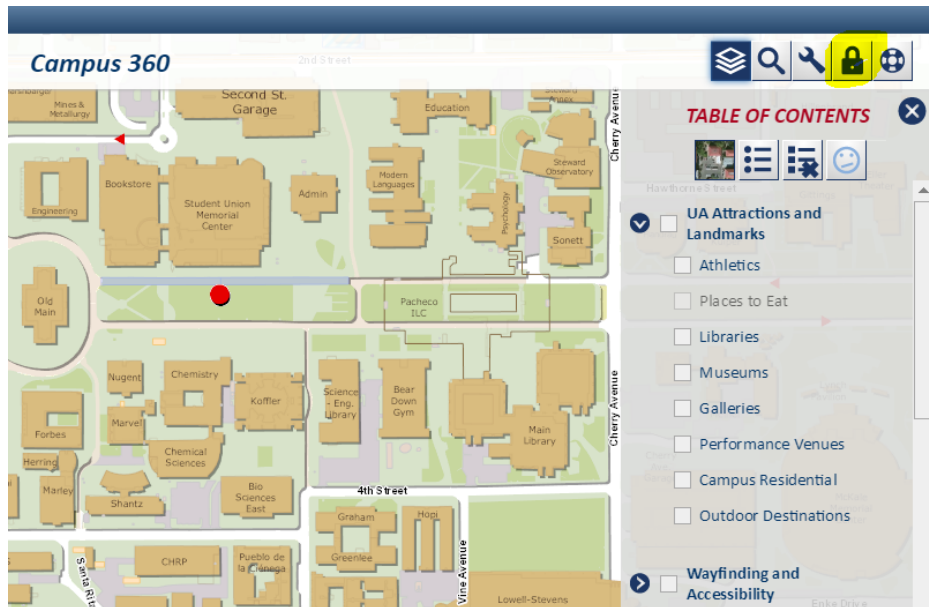 Campus 360
2nd Street
TABLE OF CONTENTS
UA Attractions and
Landmarks
Athletics
Places to Eat
Libraries
Museums
Galleries
Performance Venues
Campus Residential
Outdoor Destinations
Wayfinding and
Accessibility
Mines &
Metallurgy
Second St.
Garage
Education
Annex
Cherry Avenue
Steward
Observatory
Modern
Languages
Bookstore
Student Union
Memorial
Center
Admin
Psychology
Sonett
Engineering
Hawthorne Street
Old
Main
Pacheco
ILC
Nugent
Chemistry
Koffler
Science
- Eng.
Library
Bear
Down
Gym
Cherry Avenue
Main
Library
Forbes
Marvel
Chemical
Sciences
Herring
Marley
Shantz
Bio
Sciences
East
4th Street
Graham
Hopi
Greenlee
CHRP
Pueblo de
la Cienega
Santa Rita
Vine Avenue
Lowell-Stevens
Enke Drive